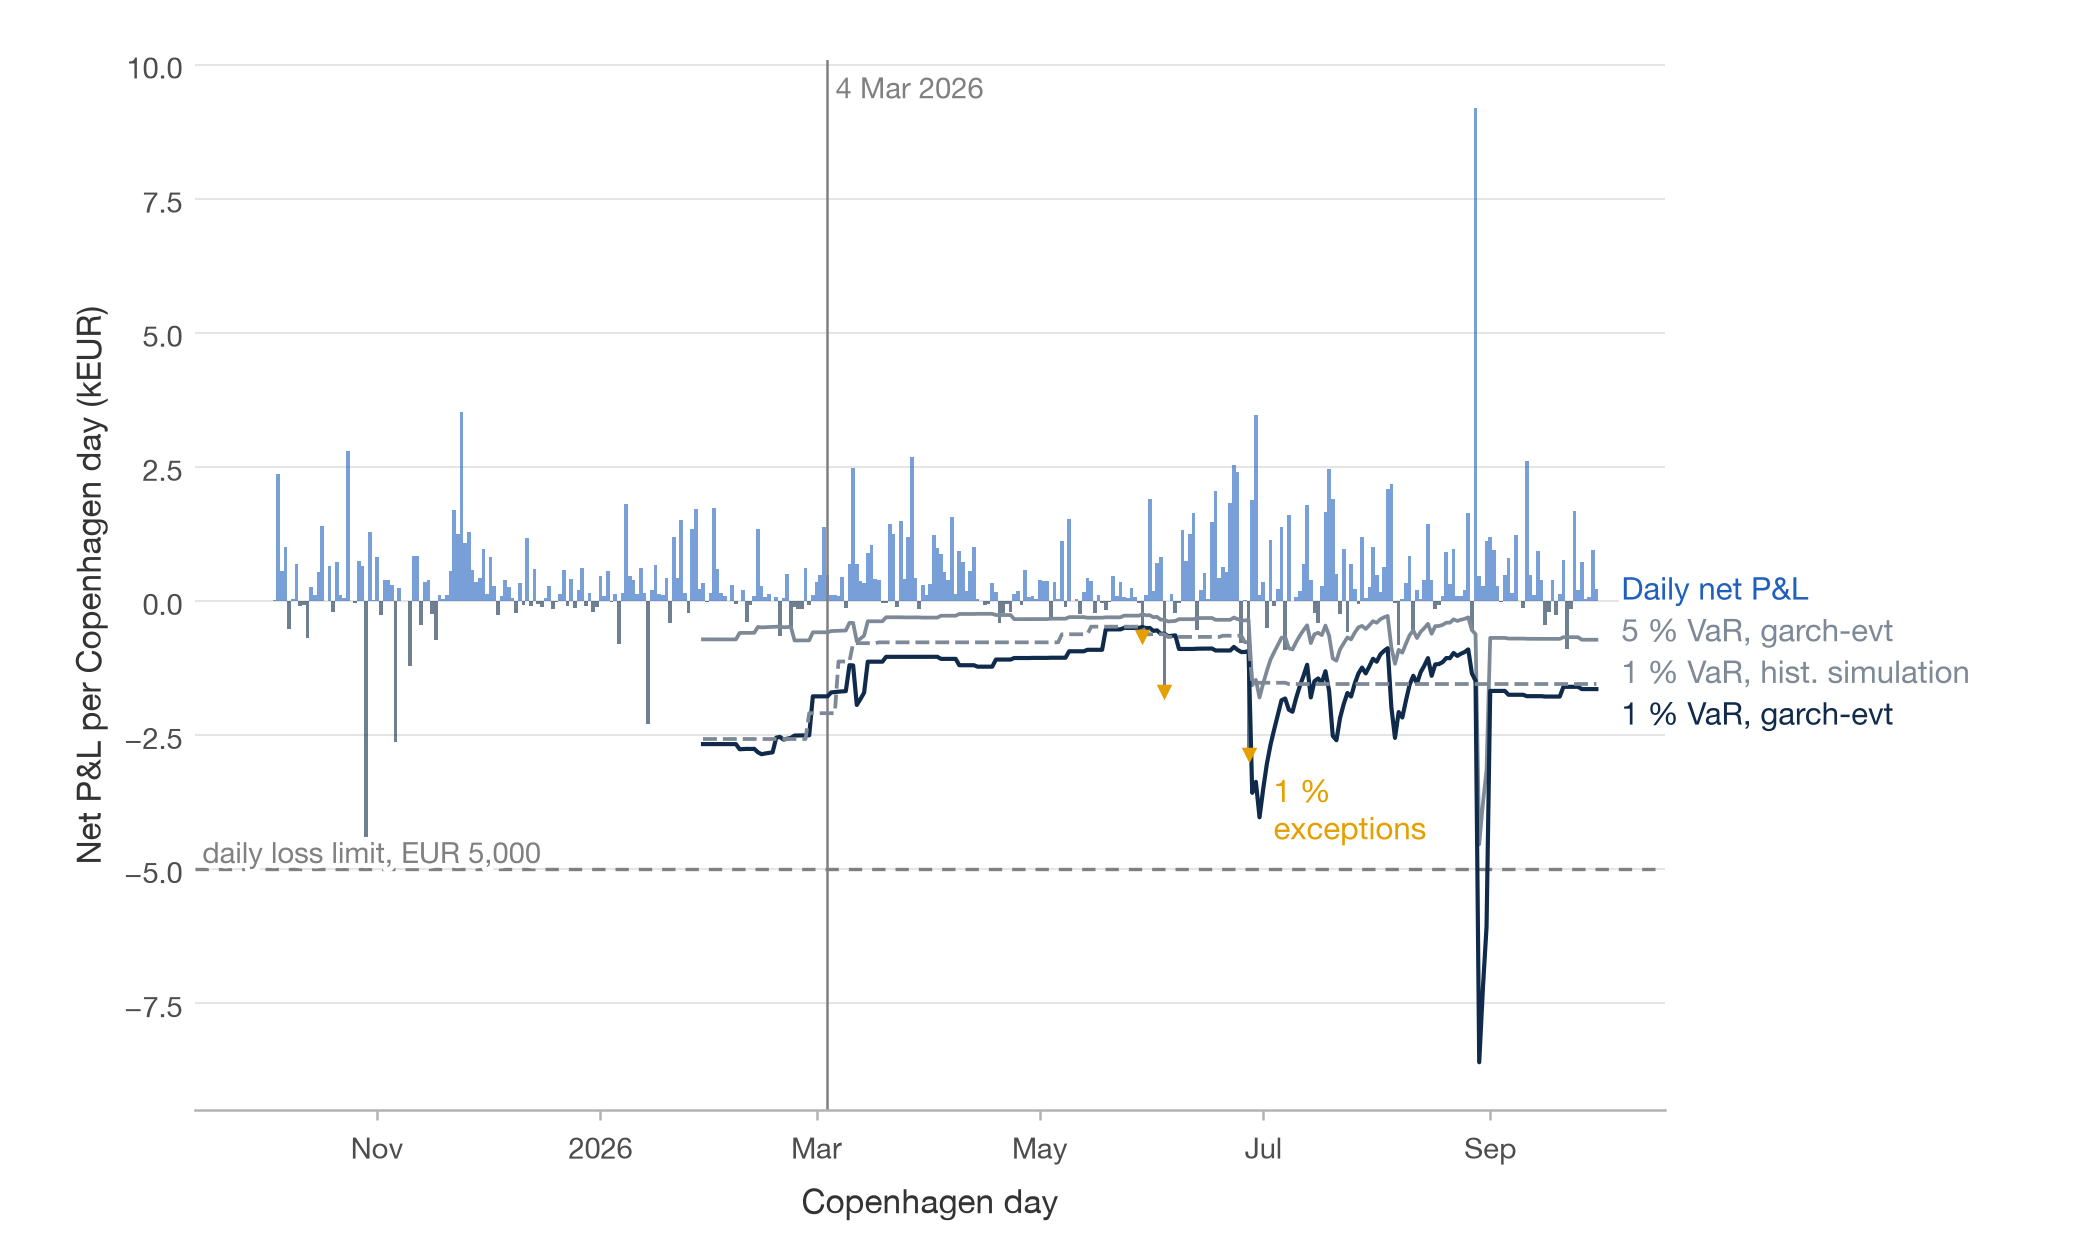 10.0
4 Mar 2026
7.5
5.0
2.5
0.0
−2.5
−5.0
−7.5
Net P&L per Copenhagen day (kEUR)
Daily net P&L
5 % VaR, garch-evt
1 % VaR, hist. simulation
1 % VaR, garch-evt
1 %
exceptions
daily loss limit, EUR 5,000
Nov
2026
Mar
May
Jul
Sep
Copenhagen day